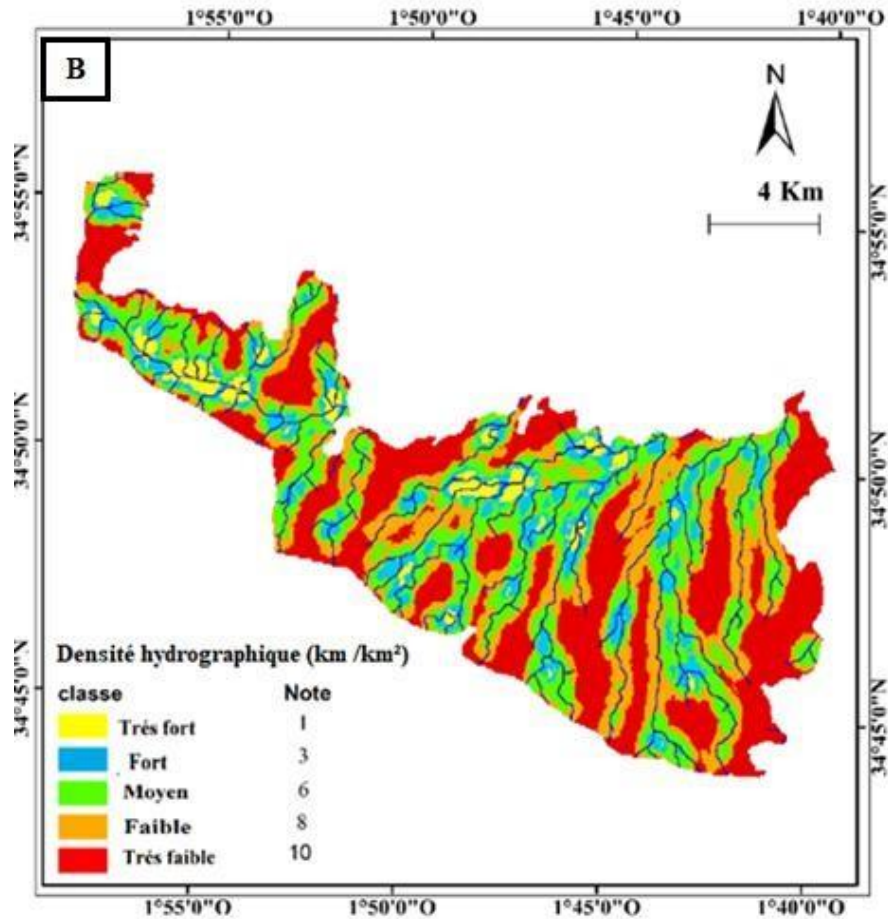 1°55'0"O 1°50'0"O 1°45'0"O 1°40'0"O
B
N
4 Km
34°55'0"N
34°50'0"N
34°45'0"N
34°55'0"N
34°50'0"N
34°45'0"N
Densité hydrographique (km /km²)
classe Note
Trés fort 1
Fort 3
Moyen 6
Faible 8
Trés faible 10
1°55'0"O 1°50'0"O 1°45'0"O 1°40'0"O